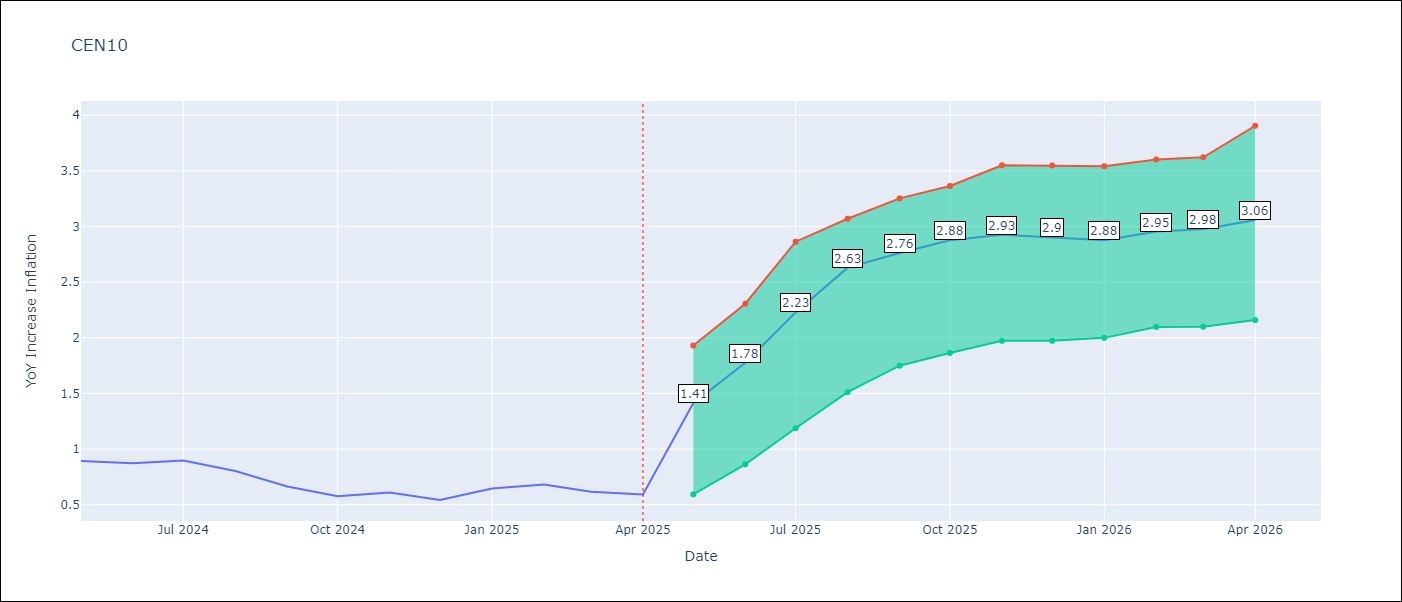 CEN10
4
3.5
3
2.5
2
1.5
1
0.5
YoY Increase Inflation
1.41
1.78
2.23
2.63
2.76
2.88
2.93
2.9
2.88
2.95
2.98
3.06
Jul 2024
Oct 2024
Jan 2025
Apr 2025
Jul 2025
Oct 2025
Jan 2026
Apr 2026
Date